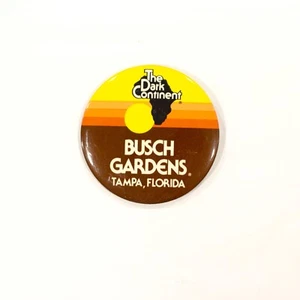 The
Dark
Continent
BUSCH
GARDENS®
TAMPA, FLORIDA